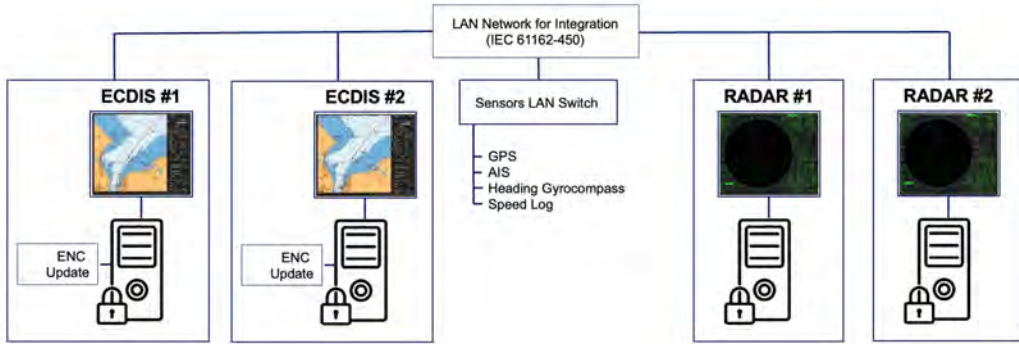 LAN Network for Integration
(IEC 61162-450)
ECDIS #1
ECDIS #2
Sensors LAN Switch
RADAR #1
RADAR #2
GPS
AIS
Heading Gyrocompass
Speed Log
ENC
Update
ENC
Update